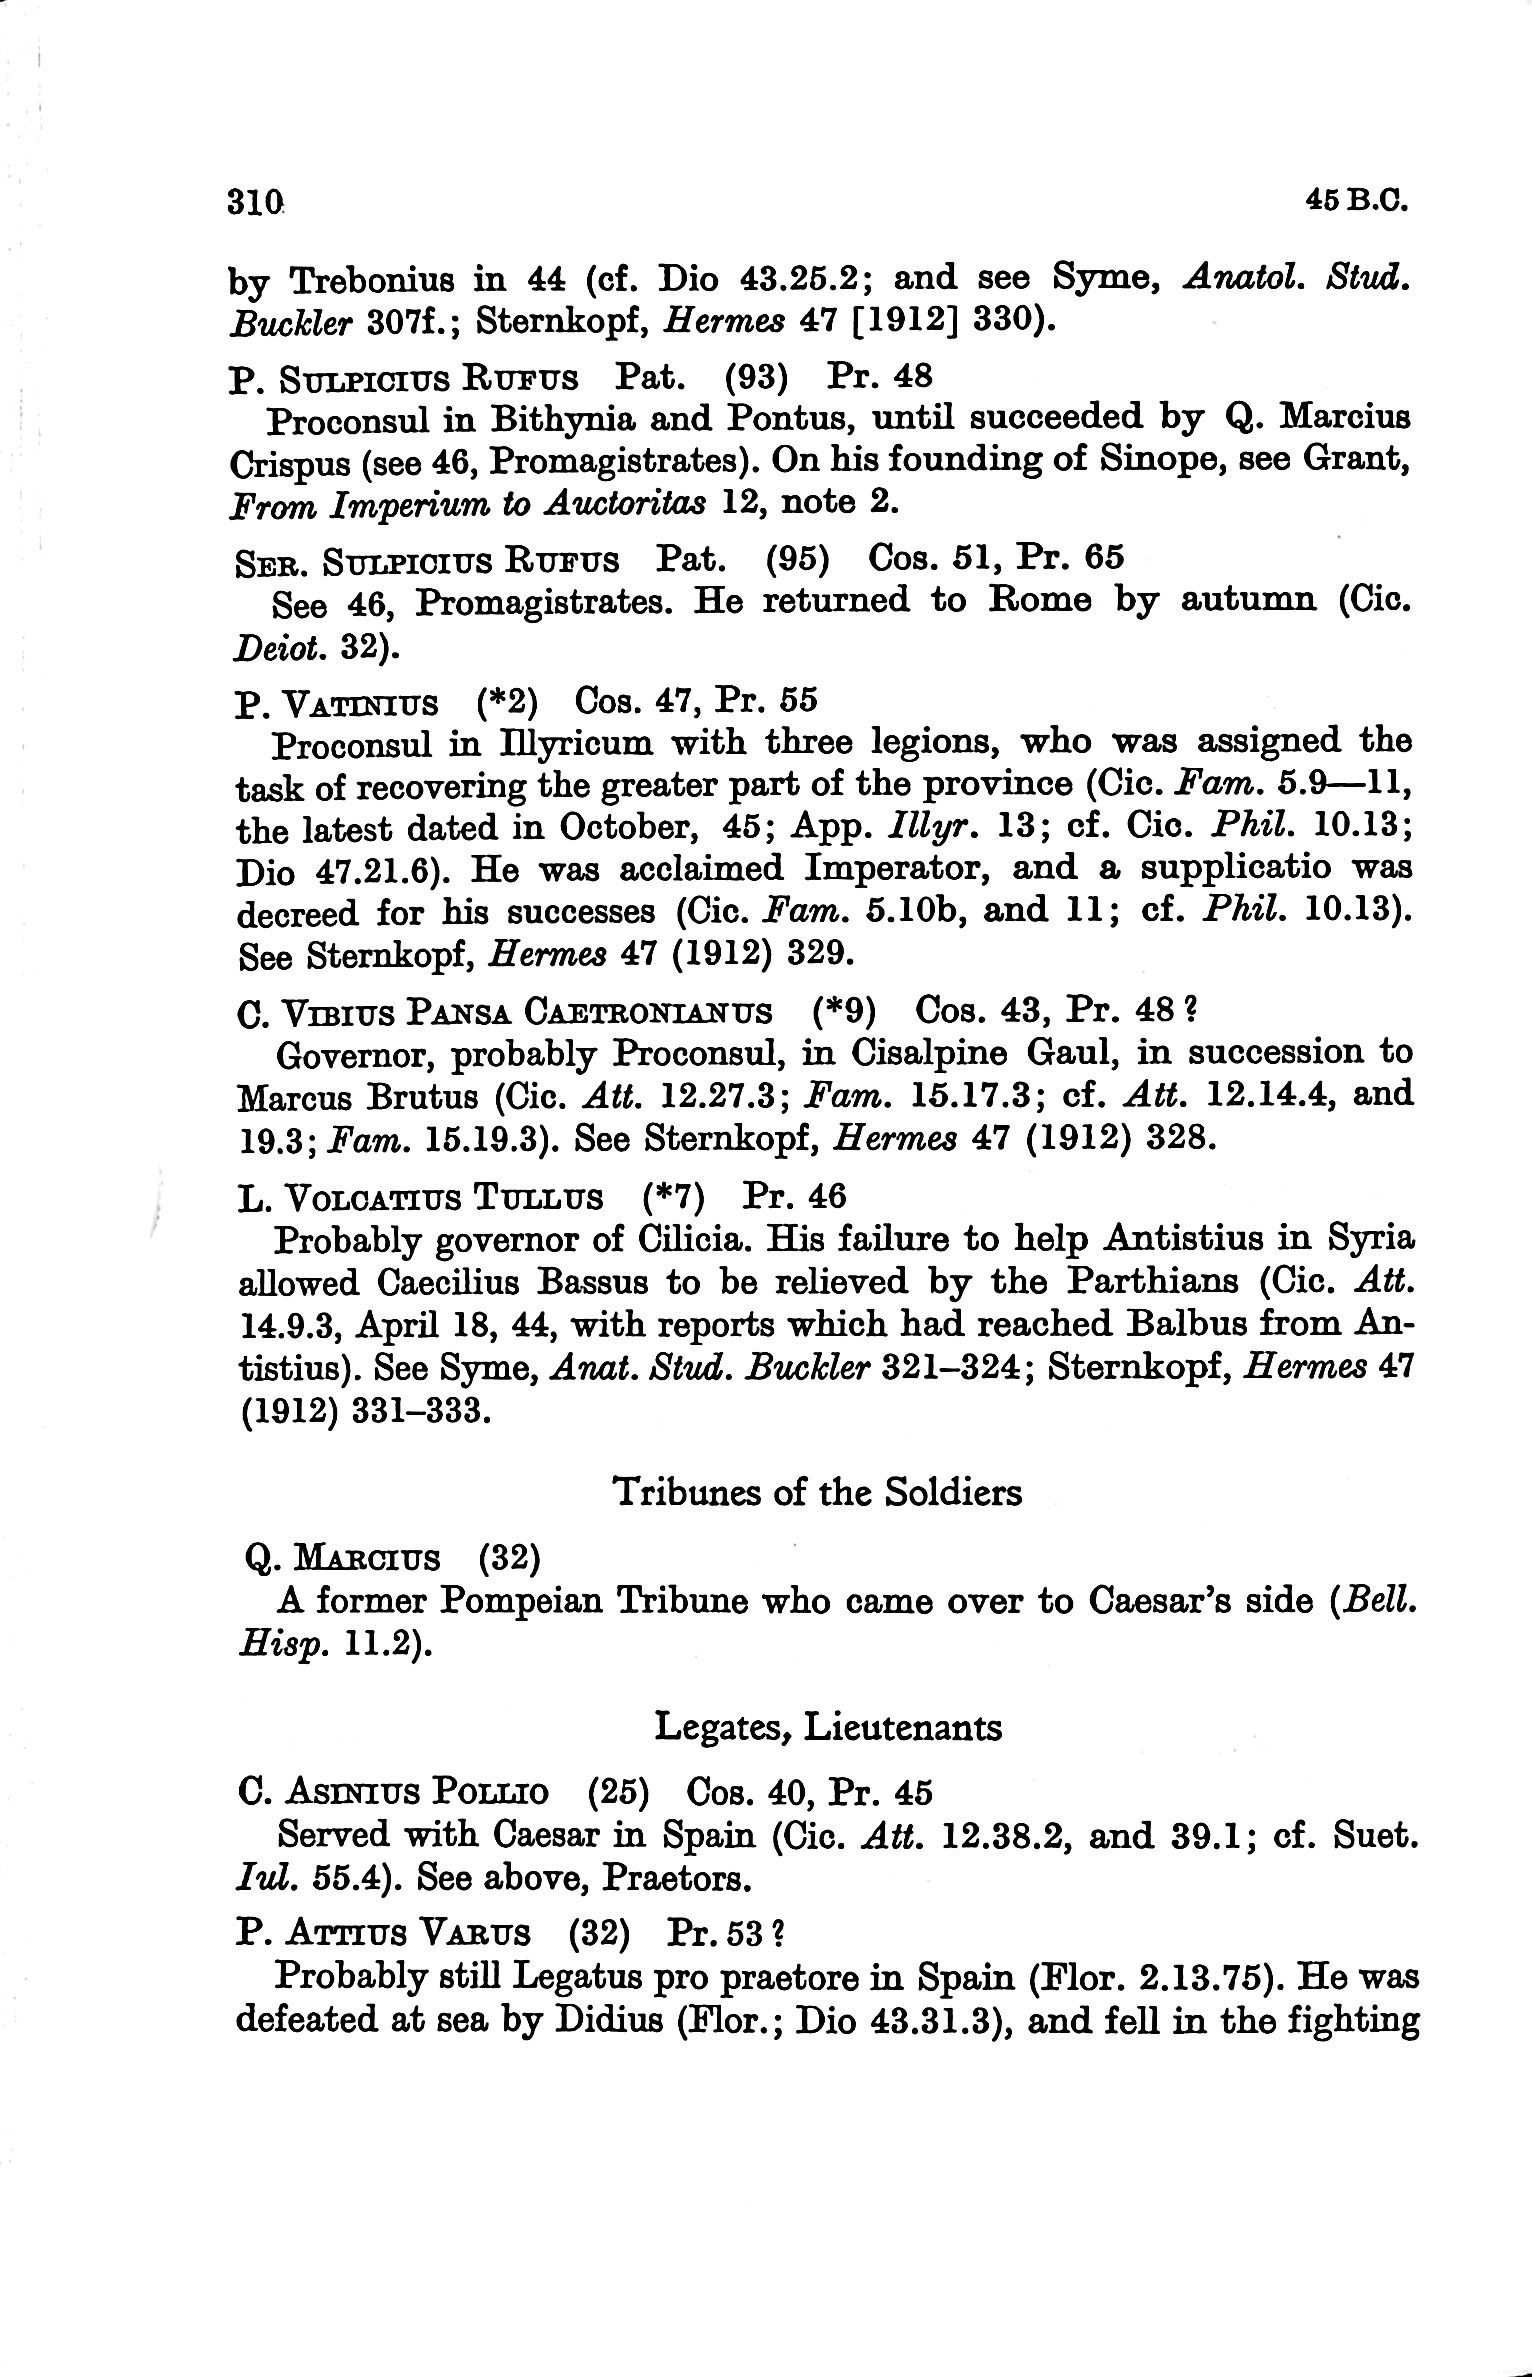 310 45 B.C.
by Trebonius in 44 (cf. Dio 43.25.2; and see Syme, Anatol. Stud.
Buckler 307f.; Sternkopf, Hermes 47 [1912] 330).
P. SULPICIUS RUFUS Pat. (93) Pr. 48
Proconsul in Bithynia and Pontus, until succeeded by Q. Marcius
Crispus (see 46, Promagistrates). On his founding of Sinope, see Grant,
From Imperium to Auctoritas 12, note 2.
SER. SULPICIUS RUFUS Pat. (95) Cos. 51, Pr. 65
See 46, Promagistrates. He returned to Rome by autumn (Cic.
Deiot. 32).
P. VATINIUS (*2) Cos. 47, Pr. 55
Proconsul in Illyricum with three legions, who was assigned the
task of recovering the greater part of the province (Cic. Fam. 5.9—11,
the latest dated in October, 45; App. Illyr. 13; cf. Cic. Phil. 10.13;
Dio 47.21.6). He was acclaimed Imperator, and a supplicatio was
decreed for his successes (Cic. Fam. 5.10b, and 11; cf. Phil. 10.13).
See Sternkopf, Hermes 47 (1912) 329.
C. VIBIUS PANSA CAETRONIANUS (*9) Cos. 43, Pr. 48?
Governor, probably Proconsul, in Cisalpine Gaul, in succession to
Marcus Brutus (Cic. Att. 12.27.3; Fam. 15.17.3; cf. Att. 12.14.4, and
19.3; Fam. 15.19.3). See Sternkopf, Hermes 47 (1912) 328.
L. VOLCATIUS TULLUS (*7) Pr. 46
Probably governor of Cilicia. His failure to help Antistius in Syria
allowed Caecilius Bassus to be relieved by the Parthians (Cic. Att.
14.9.3, April 18, 44, with reports which had reached Balbus from An-
tistius). See Syme, Anat. Stud. Buckler 321–324; Sternkopf, Hermes 47
(1912) 331–333.
Tribunes of the Soldiers
Q. MARCIUS (32)
A former Pompeian Tribune who came over to Caesar's side (Bell.
Hisp. 11.2).
Legates, Lieutenants
C. ASINIUS POLLIO (25) Cos. 40, Pr. 45
Served with Caesar in Spain (Cic. Att. 12.38.2, and 39.1; cf. Suet.
Iul. 55.4). See above, Praetors.
P. ATTIUS VARUS (32) Pr. 53?
Probably still Legatus pro praetore in Spain (Flor. 2.13.75). He was
defeated at sea by Didius (Flor.; Dio 43.31.3), and fell in the fighting